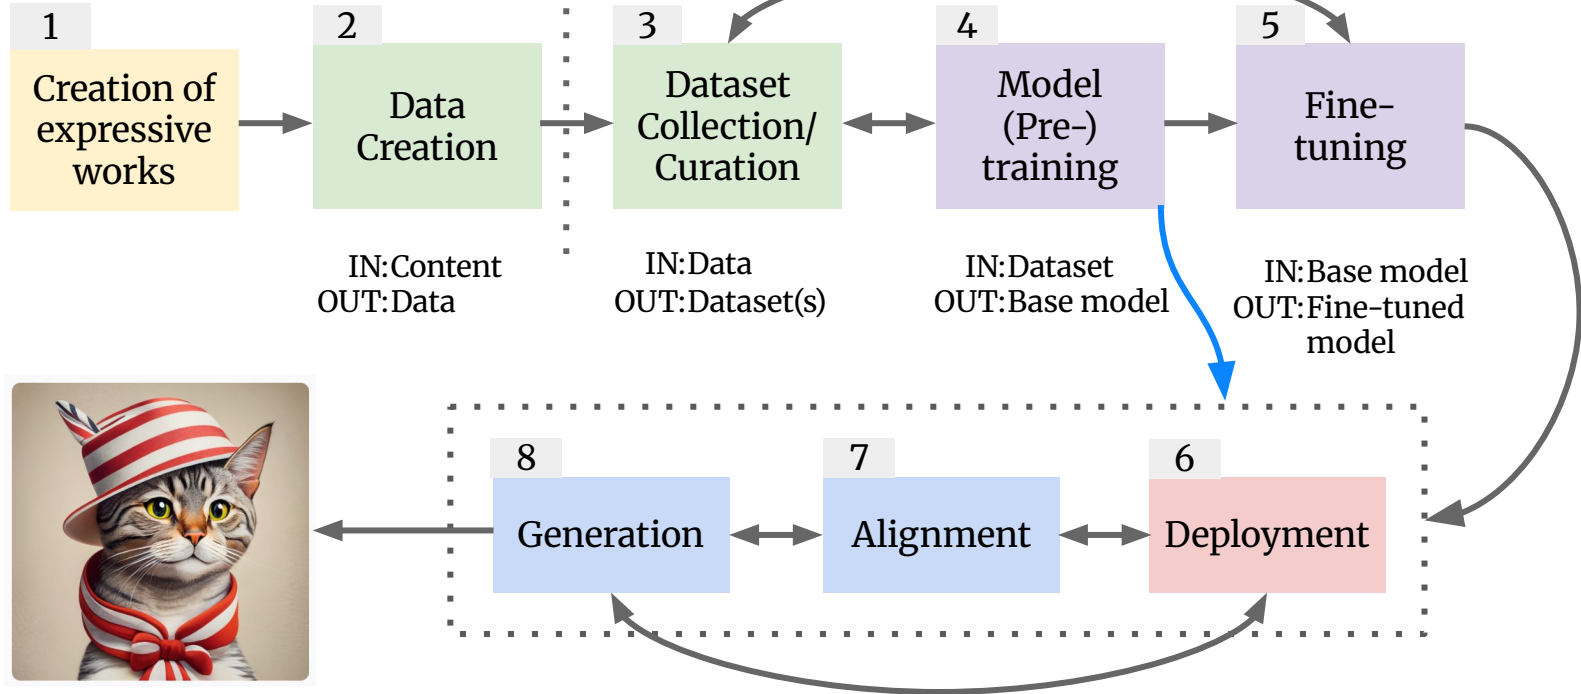 1
Creation of
expressive
works
2
Data
Creation
IN:Content
OUT:Data
3
Dataset
Collection/
Curation
IN:Data
OUT:Dataset(s)
4
Model
(Pre-)
training
IN:Dataset
OUT:Base model
5
Fine-
tuning
IN:Base model
OUT:Fine-tuned
model
8
Generation
7
Alignment
6
Deployment